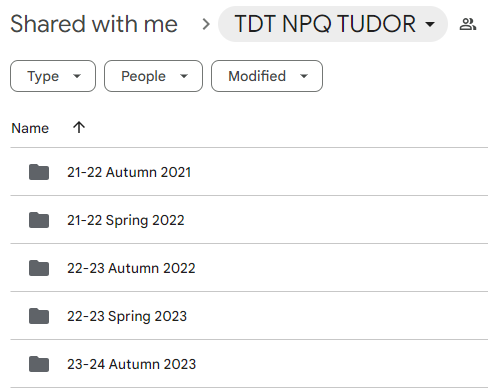 Shared with me > TDT NPQ TUDOR
Type People Modified
Name
21-22 Autumn 2021
21-22 Spring 2022
22-23 Autumn 2022
22-23 Spring 2023
23-24 Autumn 2023